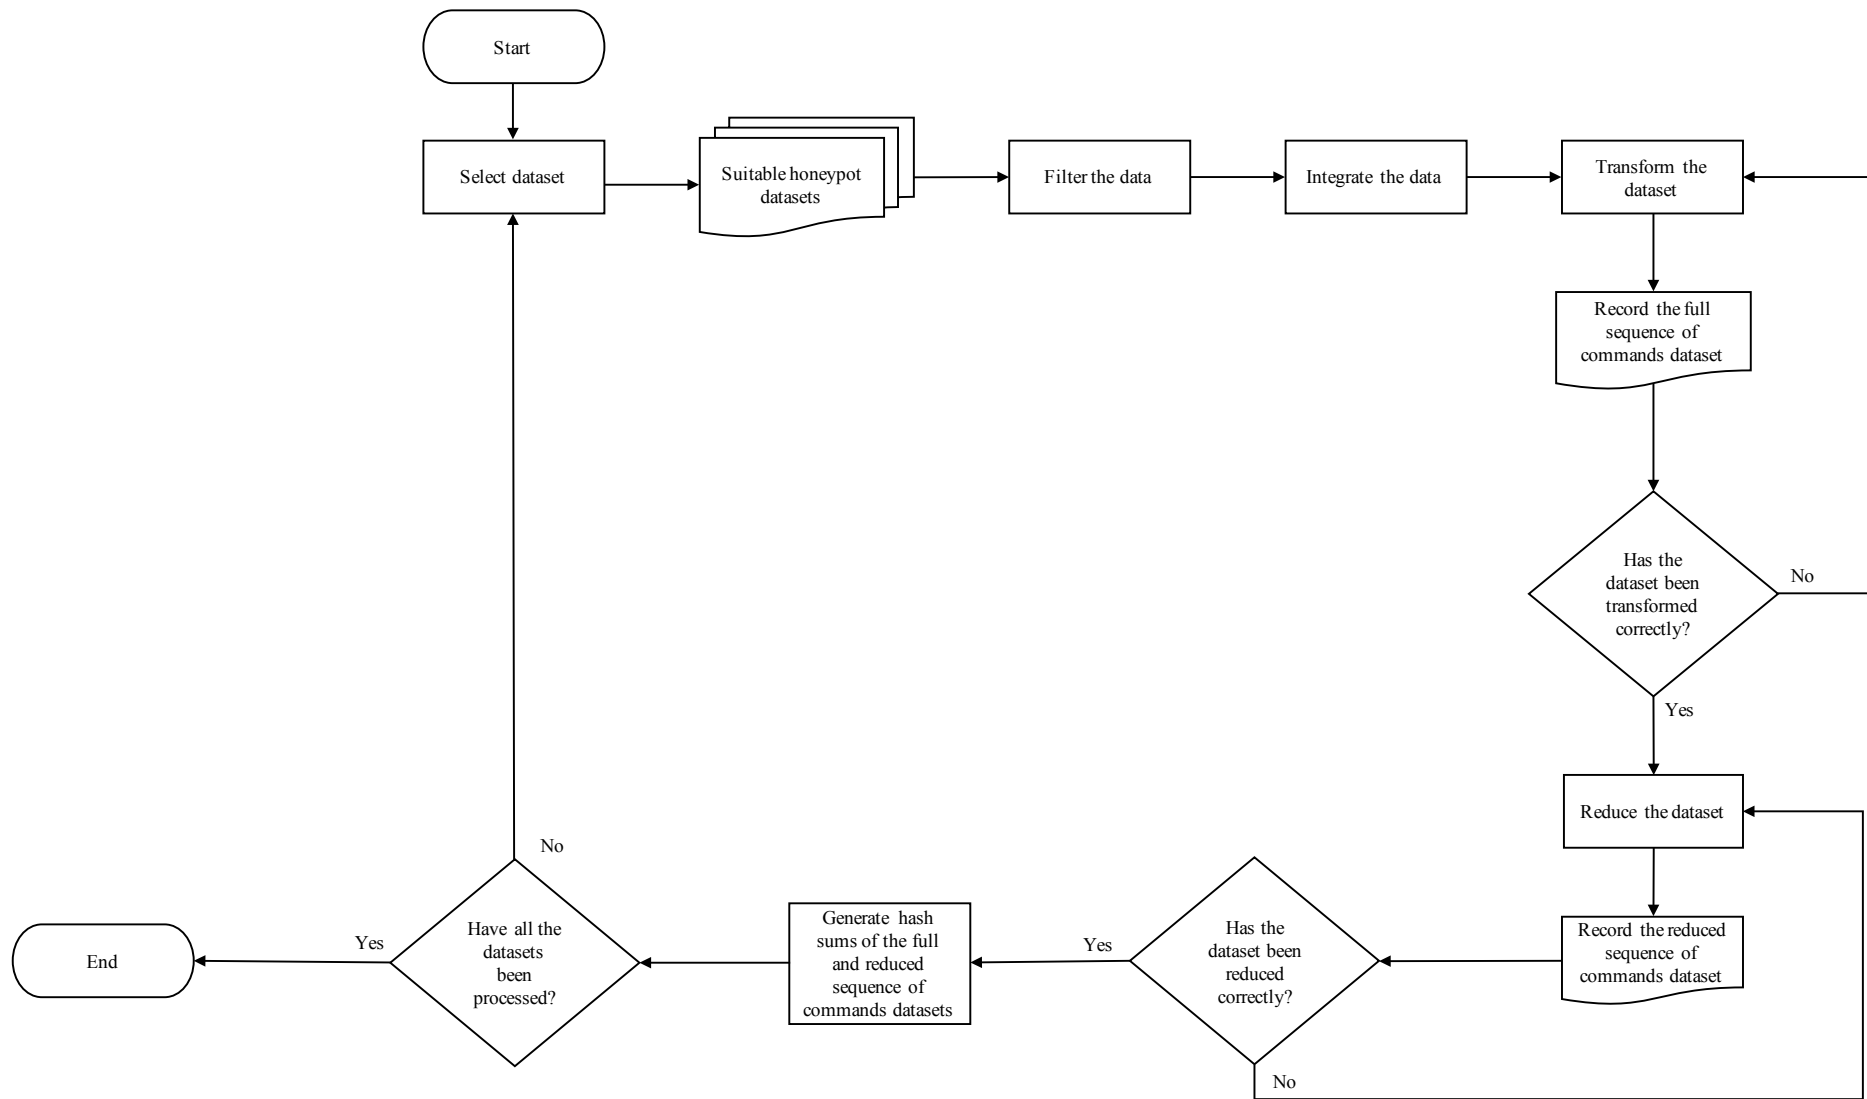 Start
Select dataset
Suitable honeypot
datasets
Filter the data
Integrate the data
Transform the
dataset
Record the full
sequence of
commands dataset
Has the
dataset been
transformed
correctly?
No
Yes
Reduce the dataset
Record the reduced
sequence of
commands dataset
Has the
dataset been
reduced
correctly?
No
Yes
Generate hash
sums of the full
and reduced
sequence of
commands datasets
Have all the
datasets
been
processed?
No
Yes
End